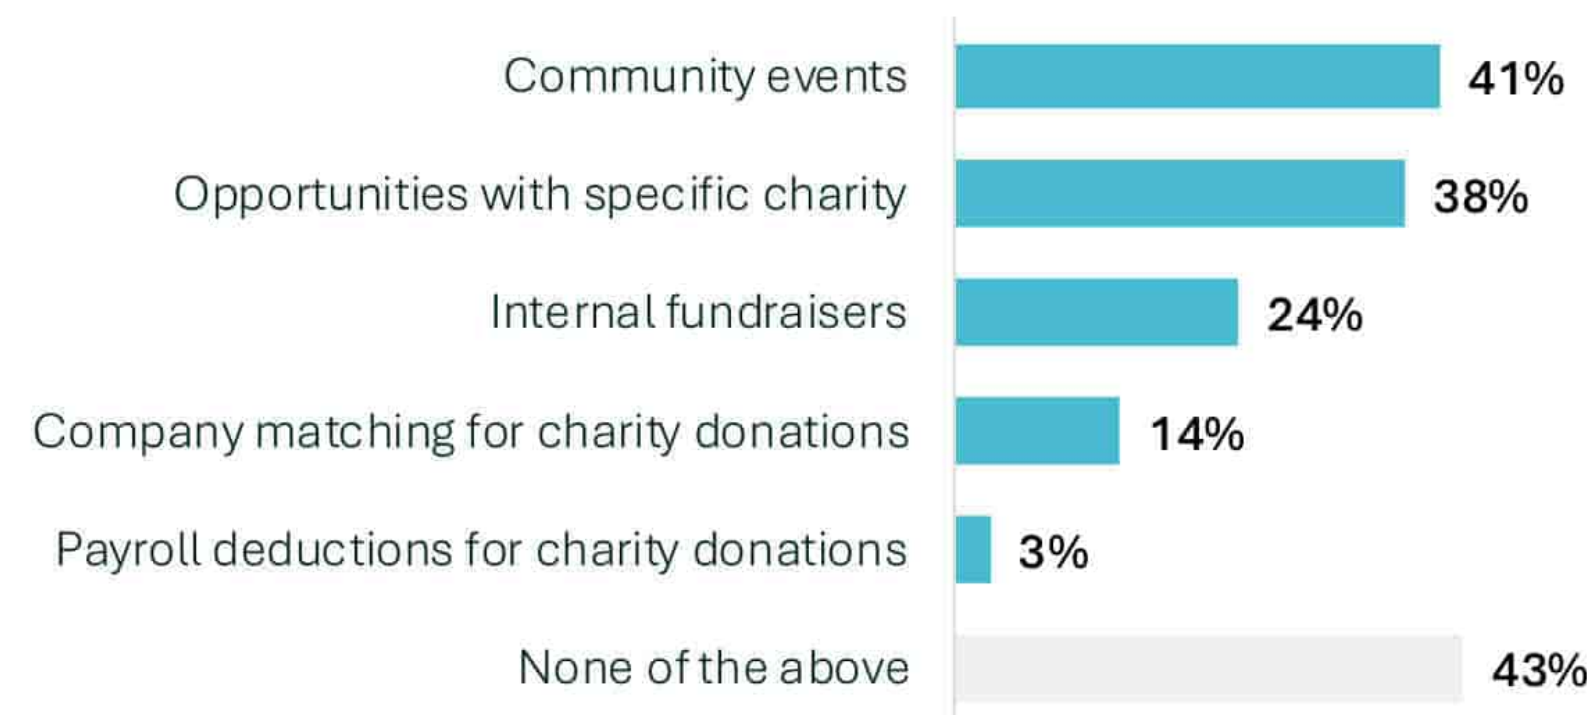 Community events 41%
Opportunities with specific charity 38%
Internal fundraisers 24%
Company matching for charity donations 14%
Payroll deductions for charity donations 3%
None of the above 43%